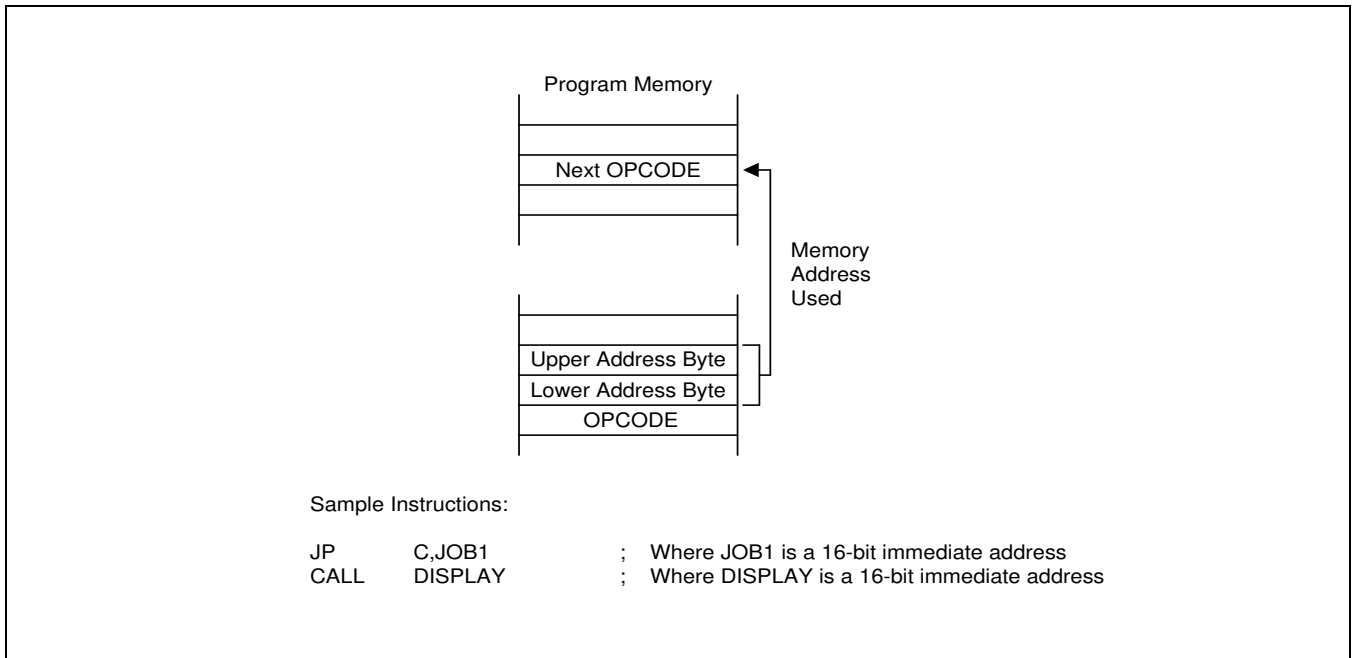 Program Memory
Next OPCODE
Memory
Address
Used
Upper Address Byte
Lower Address Byte
OPCODE
Sample Instructions:
JP C,JOB1 ; Where JOB1 is a 16-bit immediate address
CALL DISPLAY ; Where DISPLAY is a 16-bit immediate address